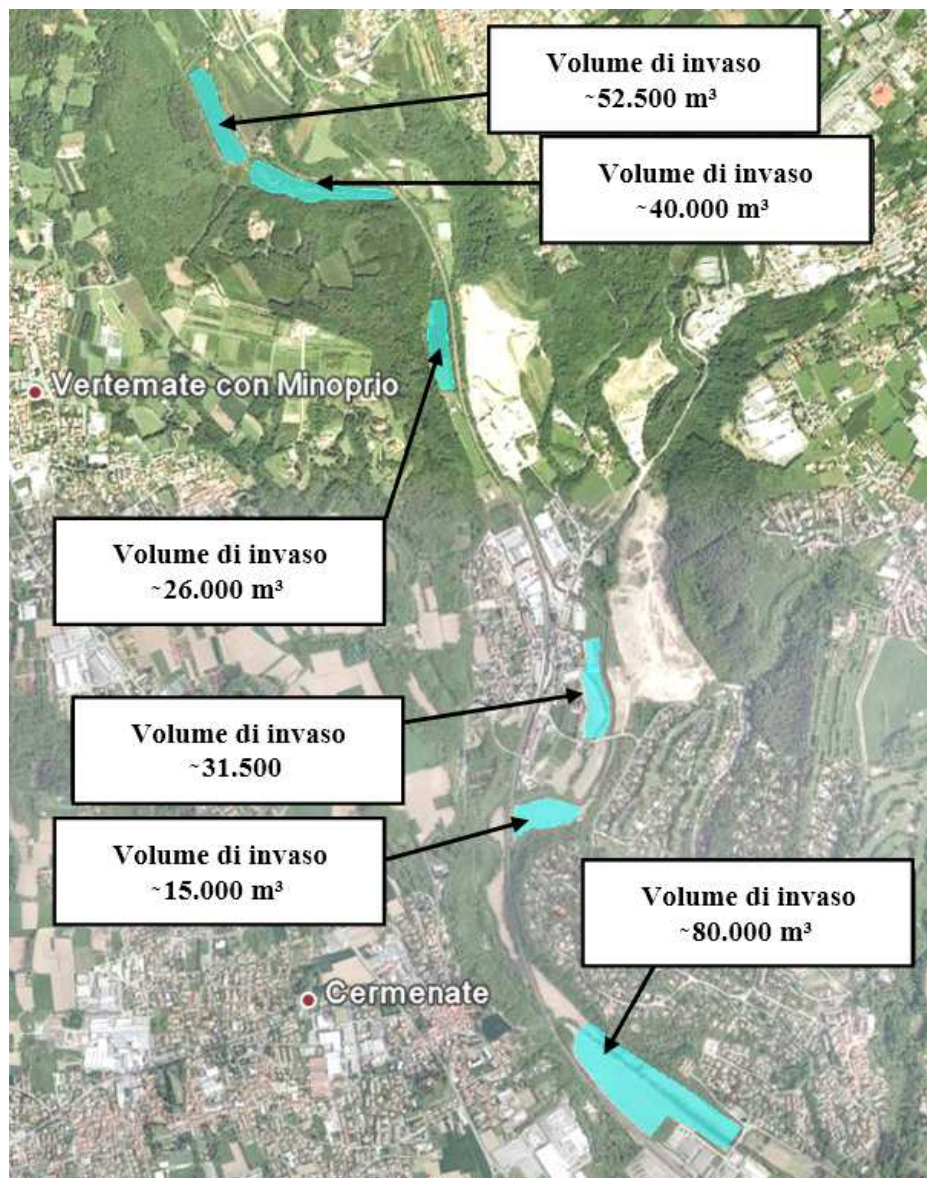 Volume di invaso
~52.500 m³
Volume di invaso
~40.000 m³
Vertemate con Minoprio
Volume di invaso
~26.000 m³
Volume di invaso
~31.500
Volume di invaso
~15.000 m³
Volume di invaso
~80.000 m³
Cermenate